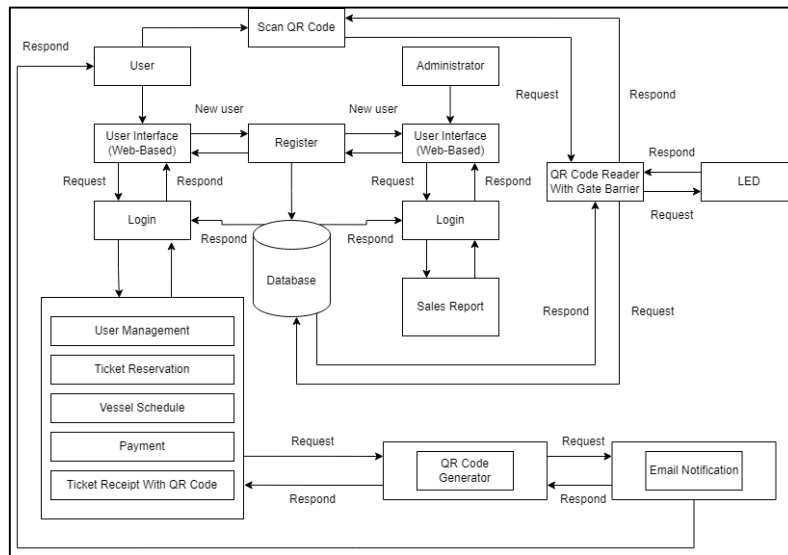 Scan QR Code
Respond
User
Administrator
Request
Respond
New user
New user
User Interface
(Web-Based)
Register
User Interface
(Web-Based)
Respond
QR Code Reader
With Gate Barrier
LED
Request
Request
Respond
Request
Respond
Login
Respond
Respond
Login
Database
Sales Report
Respond
Request
User Management
Ticket Reservation
Vessel Schedule
Payment
Ticket Receipt With QR Code
Request
Respond
QR Code
Generator
Request
Respond
Email Notification
Respond